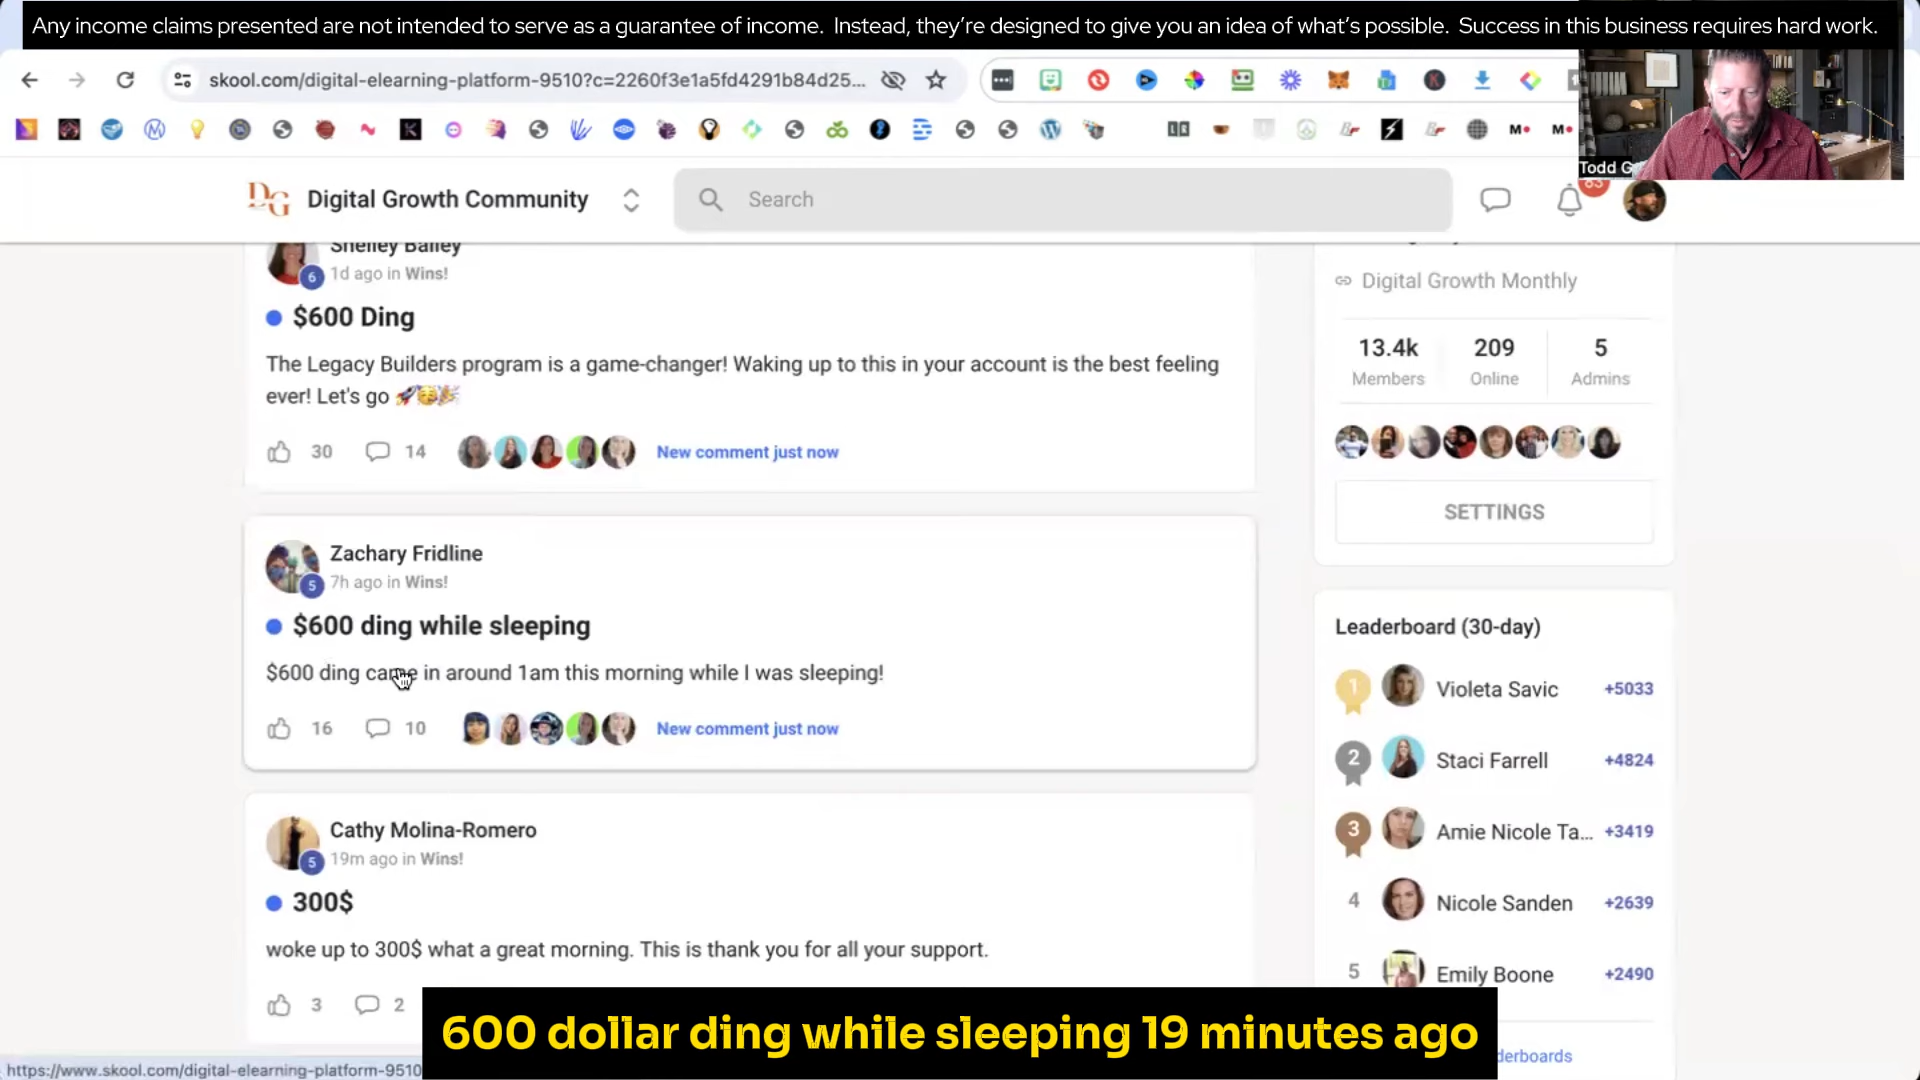 Any income claims presented are not intended to serve as a guarantee of income.  Instead, they're designed to give you an idea of what's possible.  Success in this business requires hard work.
skool.com/digital-elearning-platform-9510?c=2260f3e1a5fd4291b84d25...
Todd G
Digital Growth Community
Search
63
Shelley Bailey
6
1d ago in Wins!
$600 Ding
The Legacy Builders program is a game-changer! Waking up to this in your account is the best feeling
ever! Let's go 🚀🥳🎉
30
14
New comment just now
Zachary Fridline
5
7h ago in Wins!
$600 ding while sleeping
$600 ding came in around 1am this morning while I was sleeping!
16
10
New comment just now
Cathy Molina-Romero
5
19m ago in Wins!
300$
woke up to 300$ what a great morning. This is thank you for all your support.
3
2
Digital Growth Monthly
13.4k
209
5
Members
Online
Admins
SETTINGS
Leaderboard (30-day)
1
Violeta Savic
+5033
2
Staci Farrell
+4824
3
Amie Nicole Ta...
+3419
4
Nicole Sanden
+2639
5
Emily Boone
+2490
derboards
600 dollar ding while sleeping 19 minutes ago
https://www.skool.com/digital-elearning-platform-9510